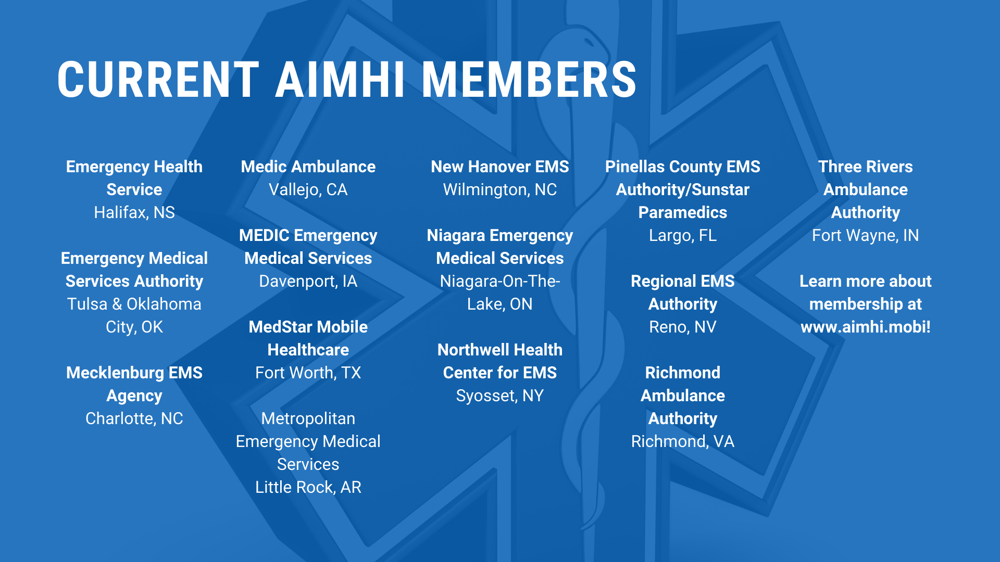 CURRENT AIMHI MEMBERS
Emergency Health
Service
Halifax, NS
Emergency Medical
Services Authority
Tulsa & Oklahoma
City, OK
Mecklenburg EMS
Agency
Charlotte, NC
Medic Ambulance
Vallejo, CA
MEDIC Emergency
Medical Services
Davenport, IA
MedStar Mobile
Healthcare
Fort Worth, TX
Metropolitan
Emergency Medical
Services
Little Rock, AR
New Hanover EMS
Wilmington, NC
Niagara Emergency
Medical Services
Niagara-On-The-
Lake, ON
Northwell Health
Center for EMS
Syosset, NY
Pinellas County EMS
Authority/Sunstar
Paramedics
Largo, FL
Regional EMS
Authority
Reno, NV
Richmond
Ambulance
Authority
Richmond, VA
Three Rivers
Ambulance
Authority
Fort Wayne, IN
Learn more about
membership at
www.aimhi.mobi!